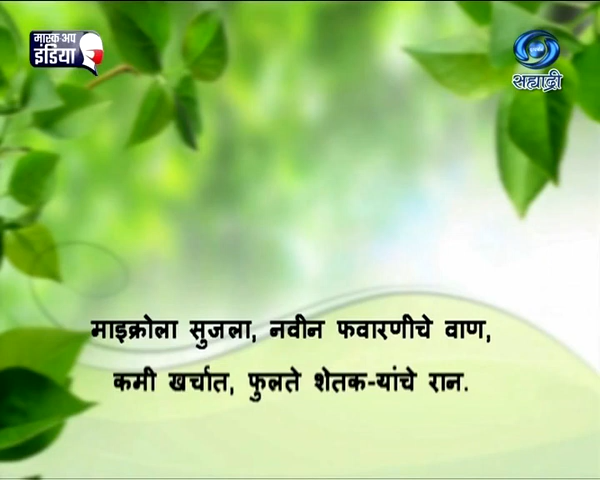 मास्क अप
इंडिया
सह्याद्री
माइक्रोला सुजला, नवीन फवारणीचे वाण,
कमी खर्चात, फुलते शेतक-यांचे रान.